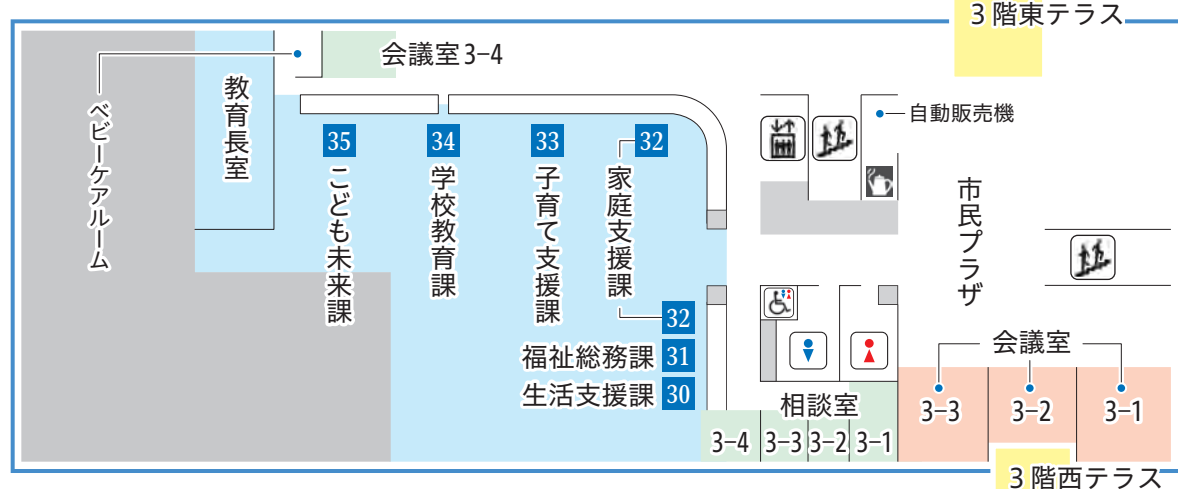 3階東テラス
会議室3-4
ベビーケアルーム
教育長室
自動販売機
35
こども未来課
34
学校教育課
33
子育て支援課
32
家庭支援課
32
福祉総務課 31
生活支援課 30
市民プラザ
相談室
3-4
3-3
3-2
3-1
会議室
3-3
3-2
3-1
3階西テラス